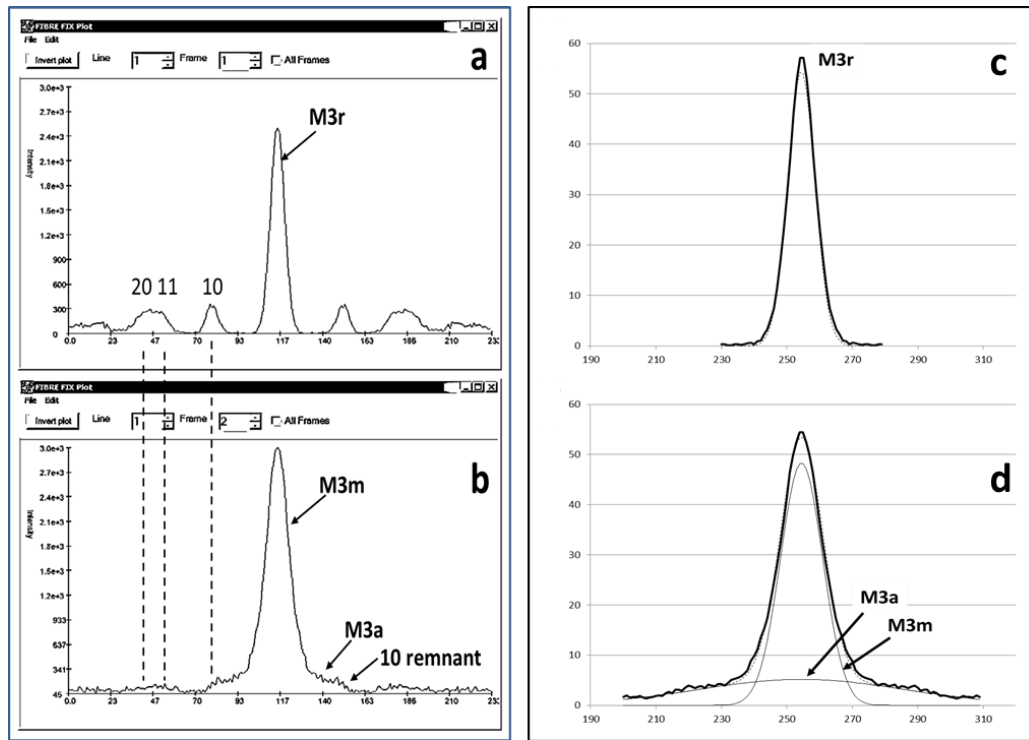 FIBRE FIX Plot
File Edit
Invert plot Line 1 Frame 1 All Frames
a
3.0e+3
2.7e+3
2.4e+3
2.1e+3
1.8e+3
1.5e+3
1.2e+3
900
600
300
0
Intensity
M3r
20 11 10
0.0 23 47 70 93 117 140 163 186 210 23
FIBRE FIX Plot
File Edit
Invert plot Line 1 Frame 2 All Frames
b
3.0e+3
2.7e+3
2.4e+3
2.1e+3
1.8e+3
1.5e+3
1.2e+3
933
637
341
45
Intensity
M3m
M3a
10 remnant
0.0 23 47 70 93 117 140 163 186 210 230
c
60
50
40
30
20
10
0
M3r
190 210 230 250 270 290 310
d
60
50
40
30
20
10
0
M3a
M3m
190 210 230 250 270 290 310